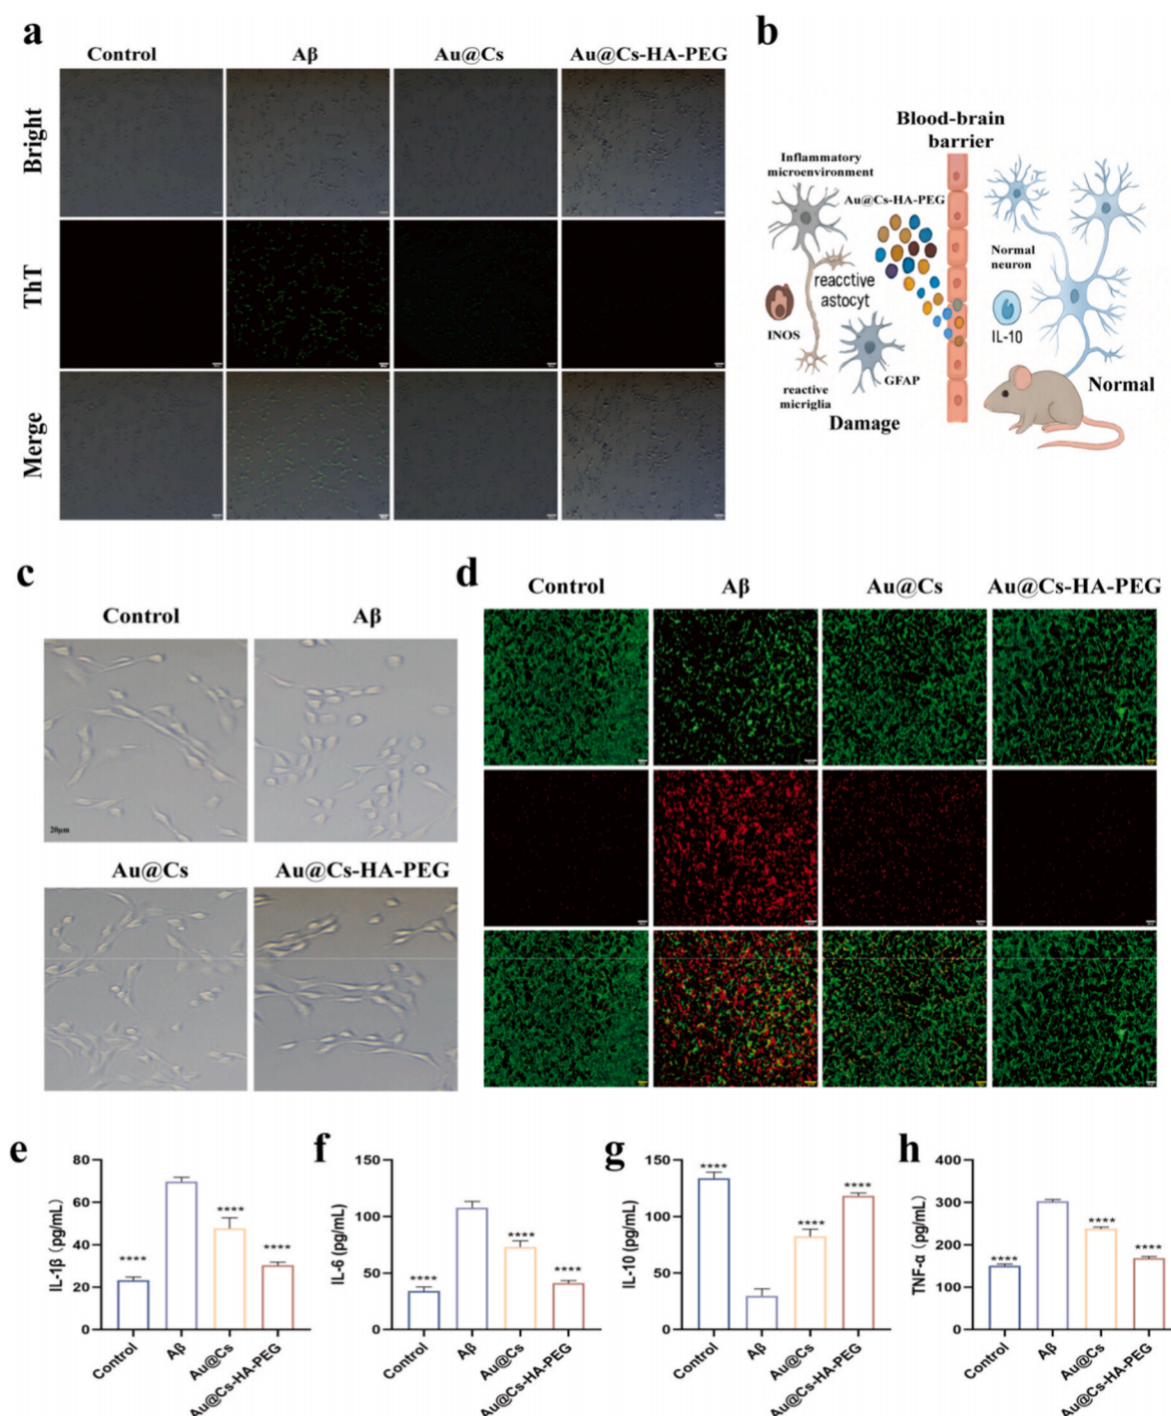 a
Control
Aβ
Au@Cs
Au@Cs-HA-PEG
Bright
ThT
Merge
b
Blood-brain
barrier
Inflammatory
microenvironment
Au@Cs-HA-PEG
reacctive
astocyt
INOS
GFAP
reactive
micriglia
Damage
Normal
neuron
IL-10
Normal
c
Control
Aβ
20μm
Au@Cs
Au@Cs-HA-PEG
d
Control
Aβ
Au@Cs
Au@Cs-HA-PEG
e
IL-1β (pg/mL)
80
60
40
20
0
****
****
****
Control
Aβ
Au@Cs
Au@Cs-HA-PEG
f
IL-6 (pg/mL)
150
100
50
0
****
****
****
Control
Aβ
Au@Cs
Au@Cs-HA-PEG
g
IL-10 (pg/mL)
150
100
50
0
****
****
****
Control
Aβ
Au@Cs
Au@Cs-HA-PEG
h
TNF-α (pg/mL)
400
300
200
100
0
****
****
****
Control
Aβ
Au@Cs
Au@Cs-HA-PEG